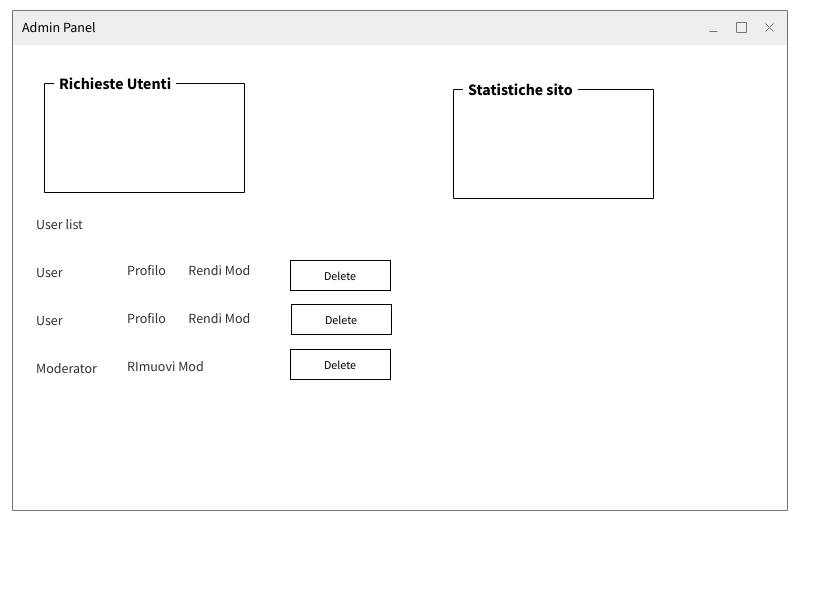 Admin Panel
Richieste Utenti
Statistiche sito
User list
User Profilo Rendi Mod Delete
User Profilo Rendi Mod Delete
Moderator RImuovi Mod Delete